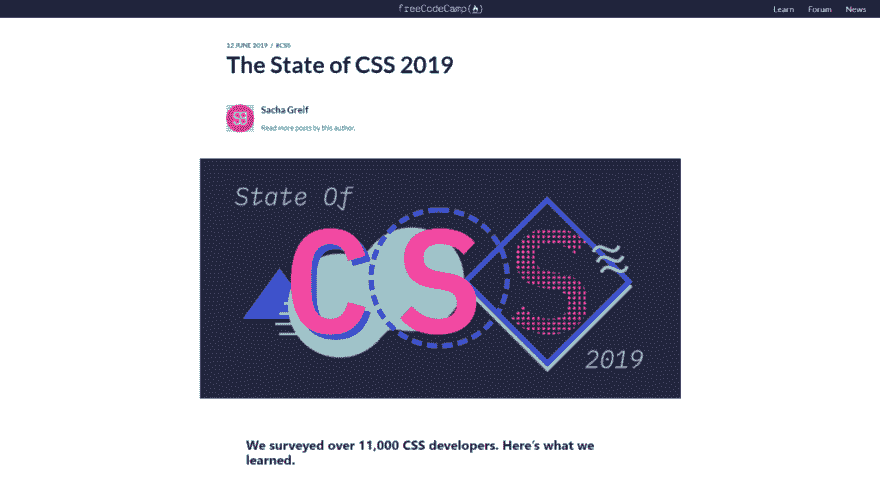 freeCodeCamp(🔥)
Learn Forum News
12 JUNE 2019 / #CSS
The State of CSS 2019
Sacha Greif
Read more posts by this author.
State Of
CSS
2019
We surveyed over 11,000 CSS developers. Here's what we
learned.